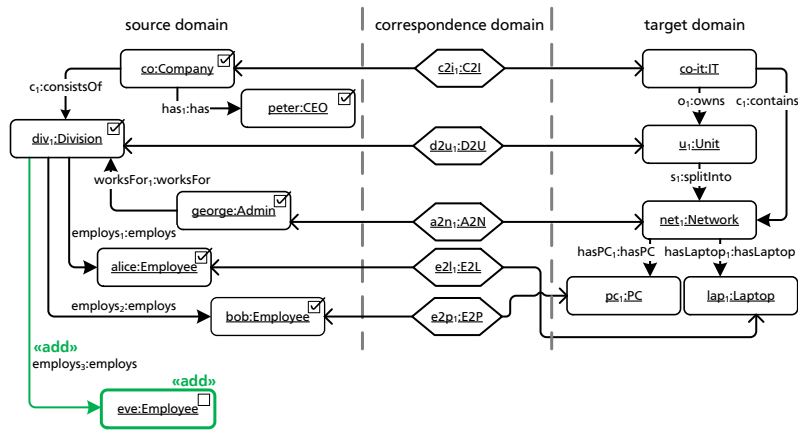 source domain
correspondence domain
target domain
co:Company
c2i₁:C2I
co-it:IT
c₁:consistsOf
has₁:has
peter:CEO
o₁:owns
c₁:contains
div₁:Division
d2u₁:D2U
u₁:Unit
worksFor₁:worksFor
s₁:splitInto
george:Admin
a2n₁:A2N
net₁:Network
employs₁:employs
hasPC₁:hasPC
hasLaptop₁:hasLaptop
alice:Employee
e2l₁:E2L
pc₁:PC
lap₁:Laptop
employs₂:employs
bob:Employee
e2p₁:E2P
«add»
employs₃:employs
«add»
eve:Employee